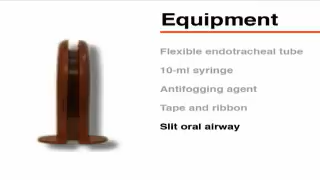 Equipment
Flexible endotracheal tube
10-ml syringe
Antifogging agent
Tape and ribbon
Slit oral airway